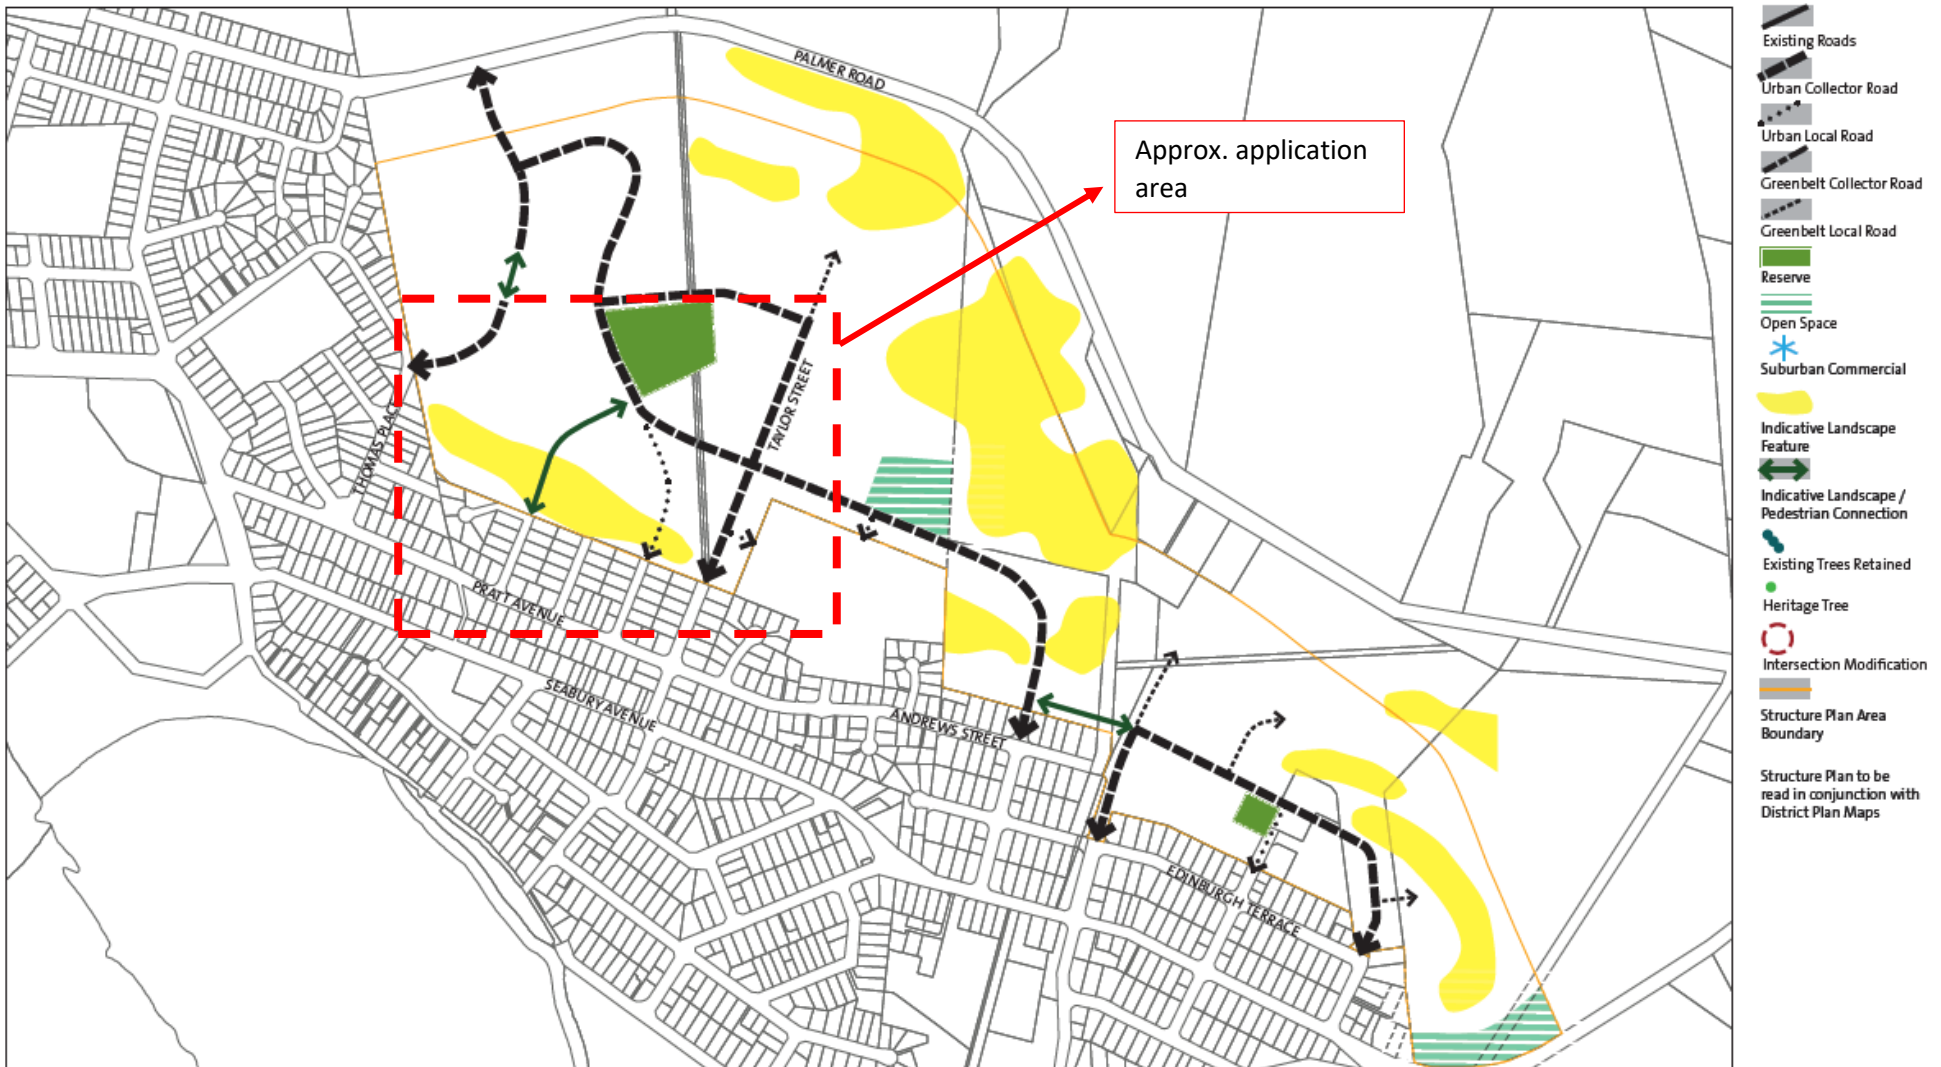 PALMER ROAD
Approx. application
area
TAYLOR STREET
THOMAS PLACE
PRATT AVENUE
SEABURY AVENUE
ANDREWS STREET
EDINBURGH TERRACE
Existing Roads
Urban Collector Road
Urban Local Road
Greenbelt Collector Road
Greenbelt Local Road
Reserve
Open Space
Suburban Commercial
Indicative Landscape
Feature
Indicative Landscape /
Pedestrian Connection
Existing Trees Retained
Heritage Tree
Intersection Modification
Structure Plan Area
Boundary
Structure Plan to be
read in conjunction with
District Plan Maps